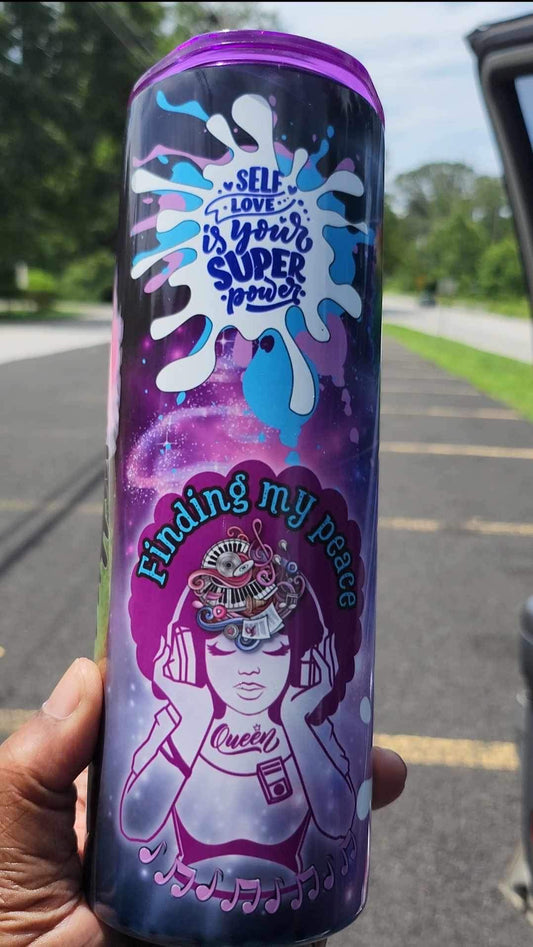 SELF
LOVE
is your
SUPER
power
Finding my peace
Queen